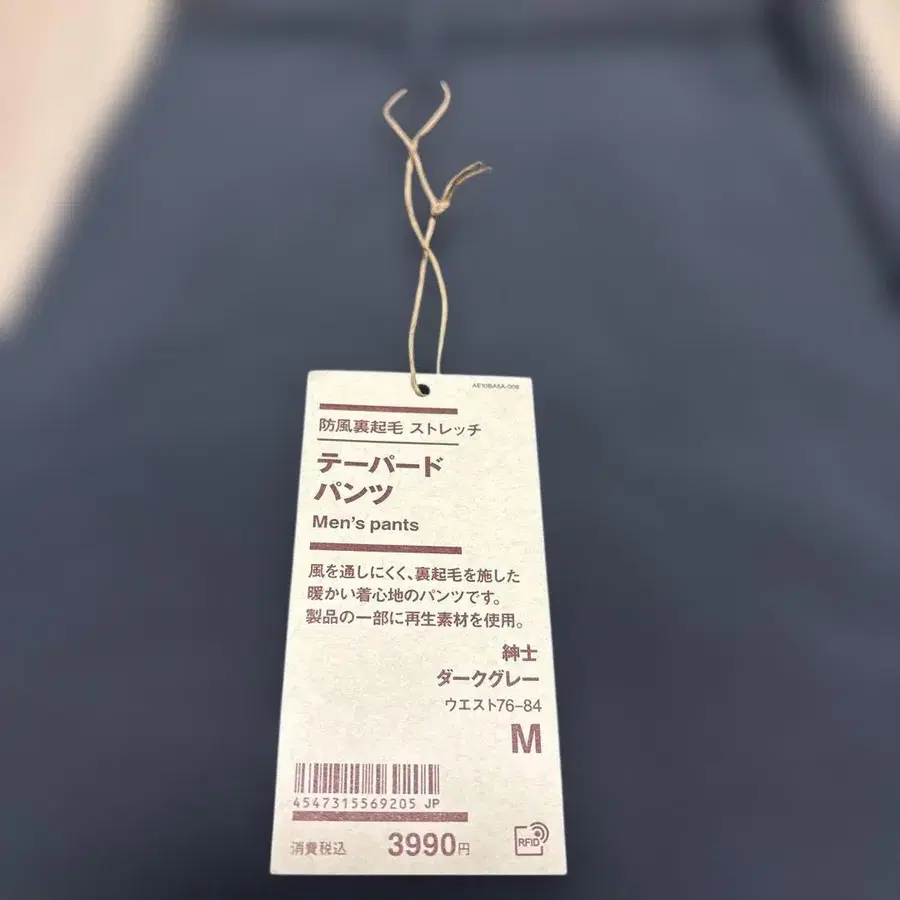 AE10BA5A-008
防風裏起毛 ストレッチ
テーパード
パンツ
Men's pants
風を通しにくく、裏起毛を施した
暖かい着心地のパンツです。
製品の一部に再生素材を使用。
紳士
ダークグレー
ウエスト76-84
M
4547315569205 JP
消費税込 3990円
RFID